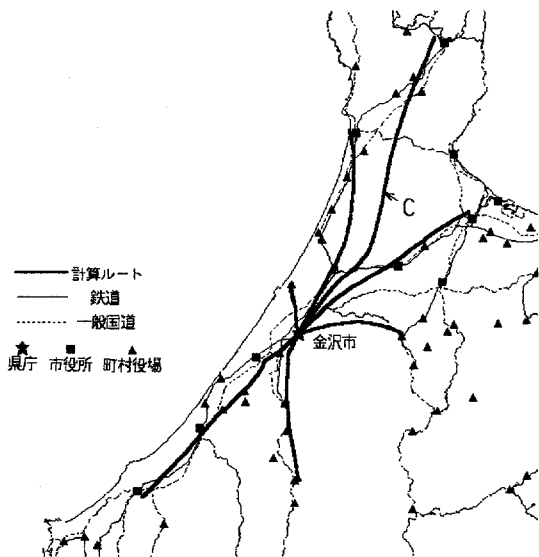 C
計算ルート
鉄道
一般国道
県庁 市役所 町村役場
金沢市